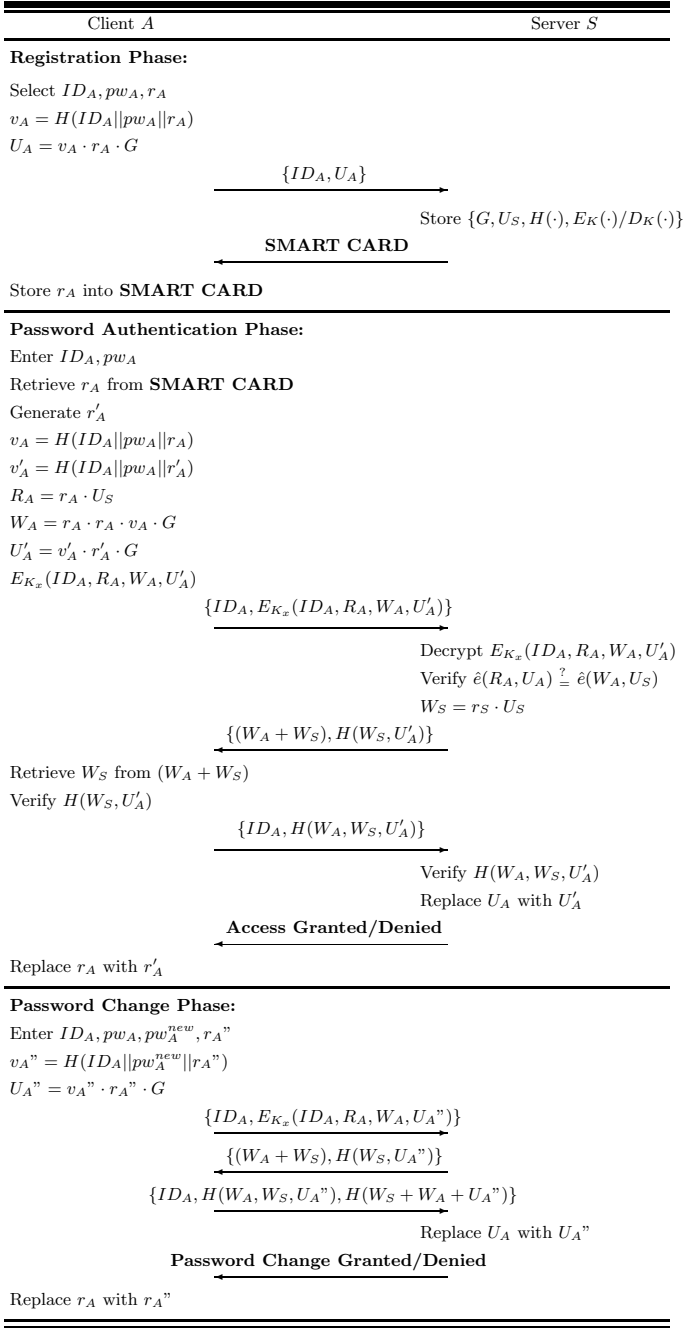 Client A Server S
Registration Phase:
Select ID_A, pw_A, r_A
v_A = H(ID_A||pw_A||r_A)
U_A = v_A · r_A · G
{ID_A, U_A}
Store {G, U_S, H(·), E_K(·)/D_K(·)}
SMART CARD
Store r_A into SMART CARD
Password Authentication Phase:
Enter ID_A, pw_A
Retrieve r_A from SMART CARD
Generate r′_A
v_A = H(ID_A||pw_A||r_A)
v′_A = H(ID_A||pw_A||r′_A)
R_A = r_A · U_S
W_A = r_A · r_A · v_A · G
U′_A = v′_A · r′_A · G
E_{K_x}(ID_A, R_A, W_A, U′_A)
{ID_A, E_{K_x}(ID_A, R_A, W_A, U′_A)}
Decrypt E_{K_x}(ID_A, R_A, W_A, U′_A)
Verify ê(R_A, U_A) ≟ ê(W_A, U_S)
W_S = r_S · U_S
{(W_A + W_S), H(W_S, U′_A)}
Retrieve W_S from (W_A + W_S)
Verify H(W_S, U′_A)
{ID_A, H(W_A, W_S, U′_A)}
Verify H(W_A, W_S, U′_A)
Replace U_A with U′_A
Access Granted/Denied
Replace r_A with r′_A
Password Change Phase:
Enter ID_A, pw_A, pw_A^{new}, r_A”
v_A” = H(ID_A||pw_A^{new}||r_A”)
U_A” = v_A” · r_A” · G
{ID_A, E_{K_x}(ID_A, R_A, W_A, U_A”)}
{(W_A + W_S), H(W_S, U_A”)}
{ID_A, H(W_A, W_S, U_A”), H(W_S + W_A + U_A”)}
Replace U_A with U_A”
Password Change Granted/Denied
Replace r_A with r_A”